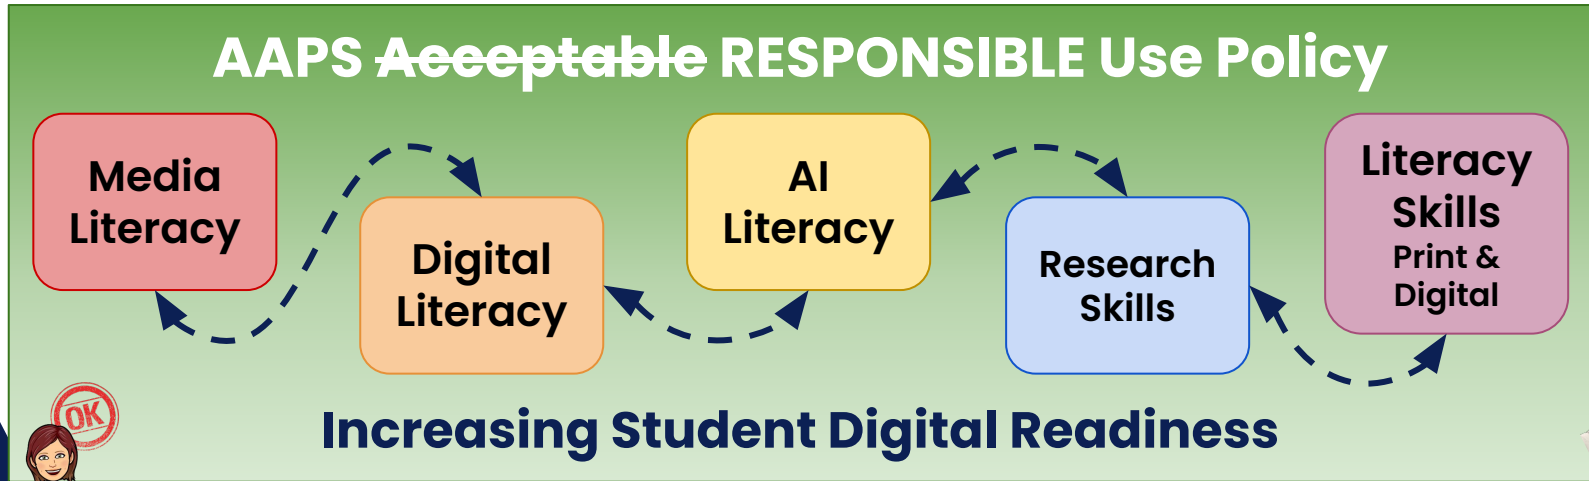 AAPS Acceptable RESPONSIBLE Use Policy
Media
Literacy
Digital
Literacy
AI
Literacy
Research
Skills
Literacy
Skills
Print &
Digital
OK
Increasing Student Digital Readiness